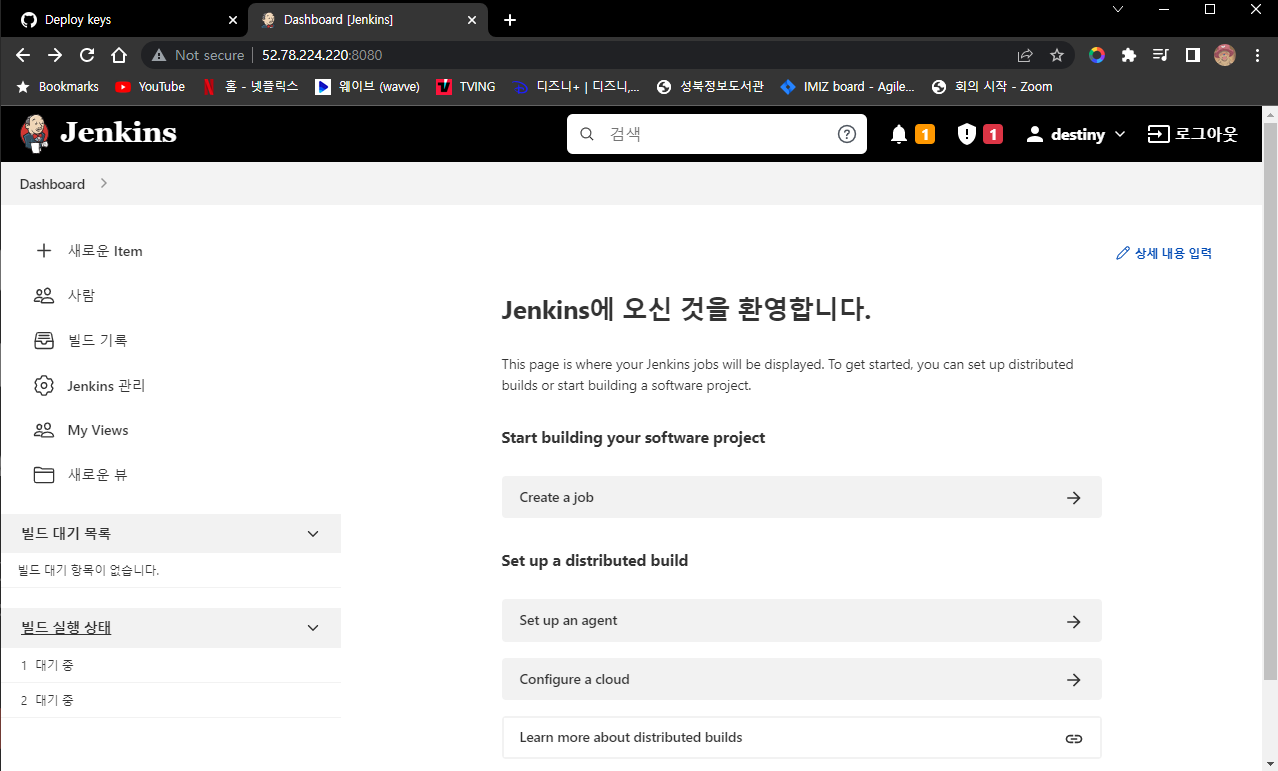 Deploy keys
Dashboard [Jenkins]
Not secure 52.78.224.220:8080
Bookmarks YouTube 홈 - 넷플릭스 웨이브 (wavve) TVING 디즈니+ | 디즈니,... 성북정보도서관 IMIZ board - Agile... 회의 시작 - Zoom
Jenkins 검색 1 1 destiny 로그아웃
Dashboard
새로운 Item
사람
빌드 기록
Jenkins 관리
My Views
새로운 뷰
빌드 대기 목록
빌드 대기 항목이 없습니다.
빌드 실행 상태
1 대기 중
2 대기 중
상세 내용 입력
Jenkins에 오신 것을 환영합니다.
This page is where your Jenkins jobs will be displayed. To get started, you can set up distributed
builds or start building a software project.
Start building your software project
Create a job
Set up a distributed build
Set up an agent
Configure a cloud
Learn more about distributed builds